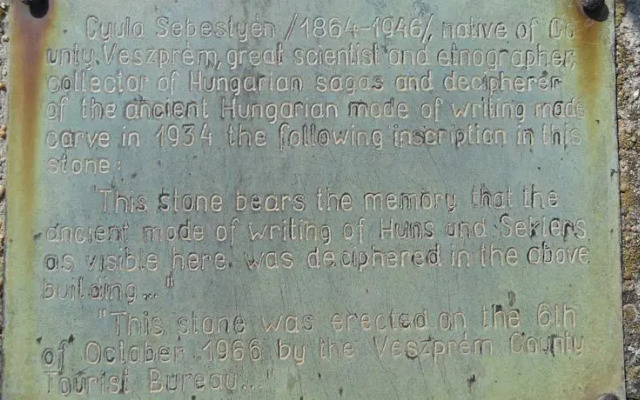 Gyula Sebestyén /1864-1946/, native of Co
unty Veszprém, great scientist and etnographer,
collector of Hungarian sagas and decipherer
of the ancient Hungarian mode of writing made
carve in 1934 the following inscription in this
stone:
"This stone bears the memory that the
ancient mode of writing of Huns and Seklers
as visible here was deciphered in the above
building..."
"This stone was erected on the 6th
of October 1966 by the Veszprém County
Tourist Bureau..."